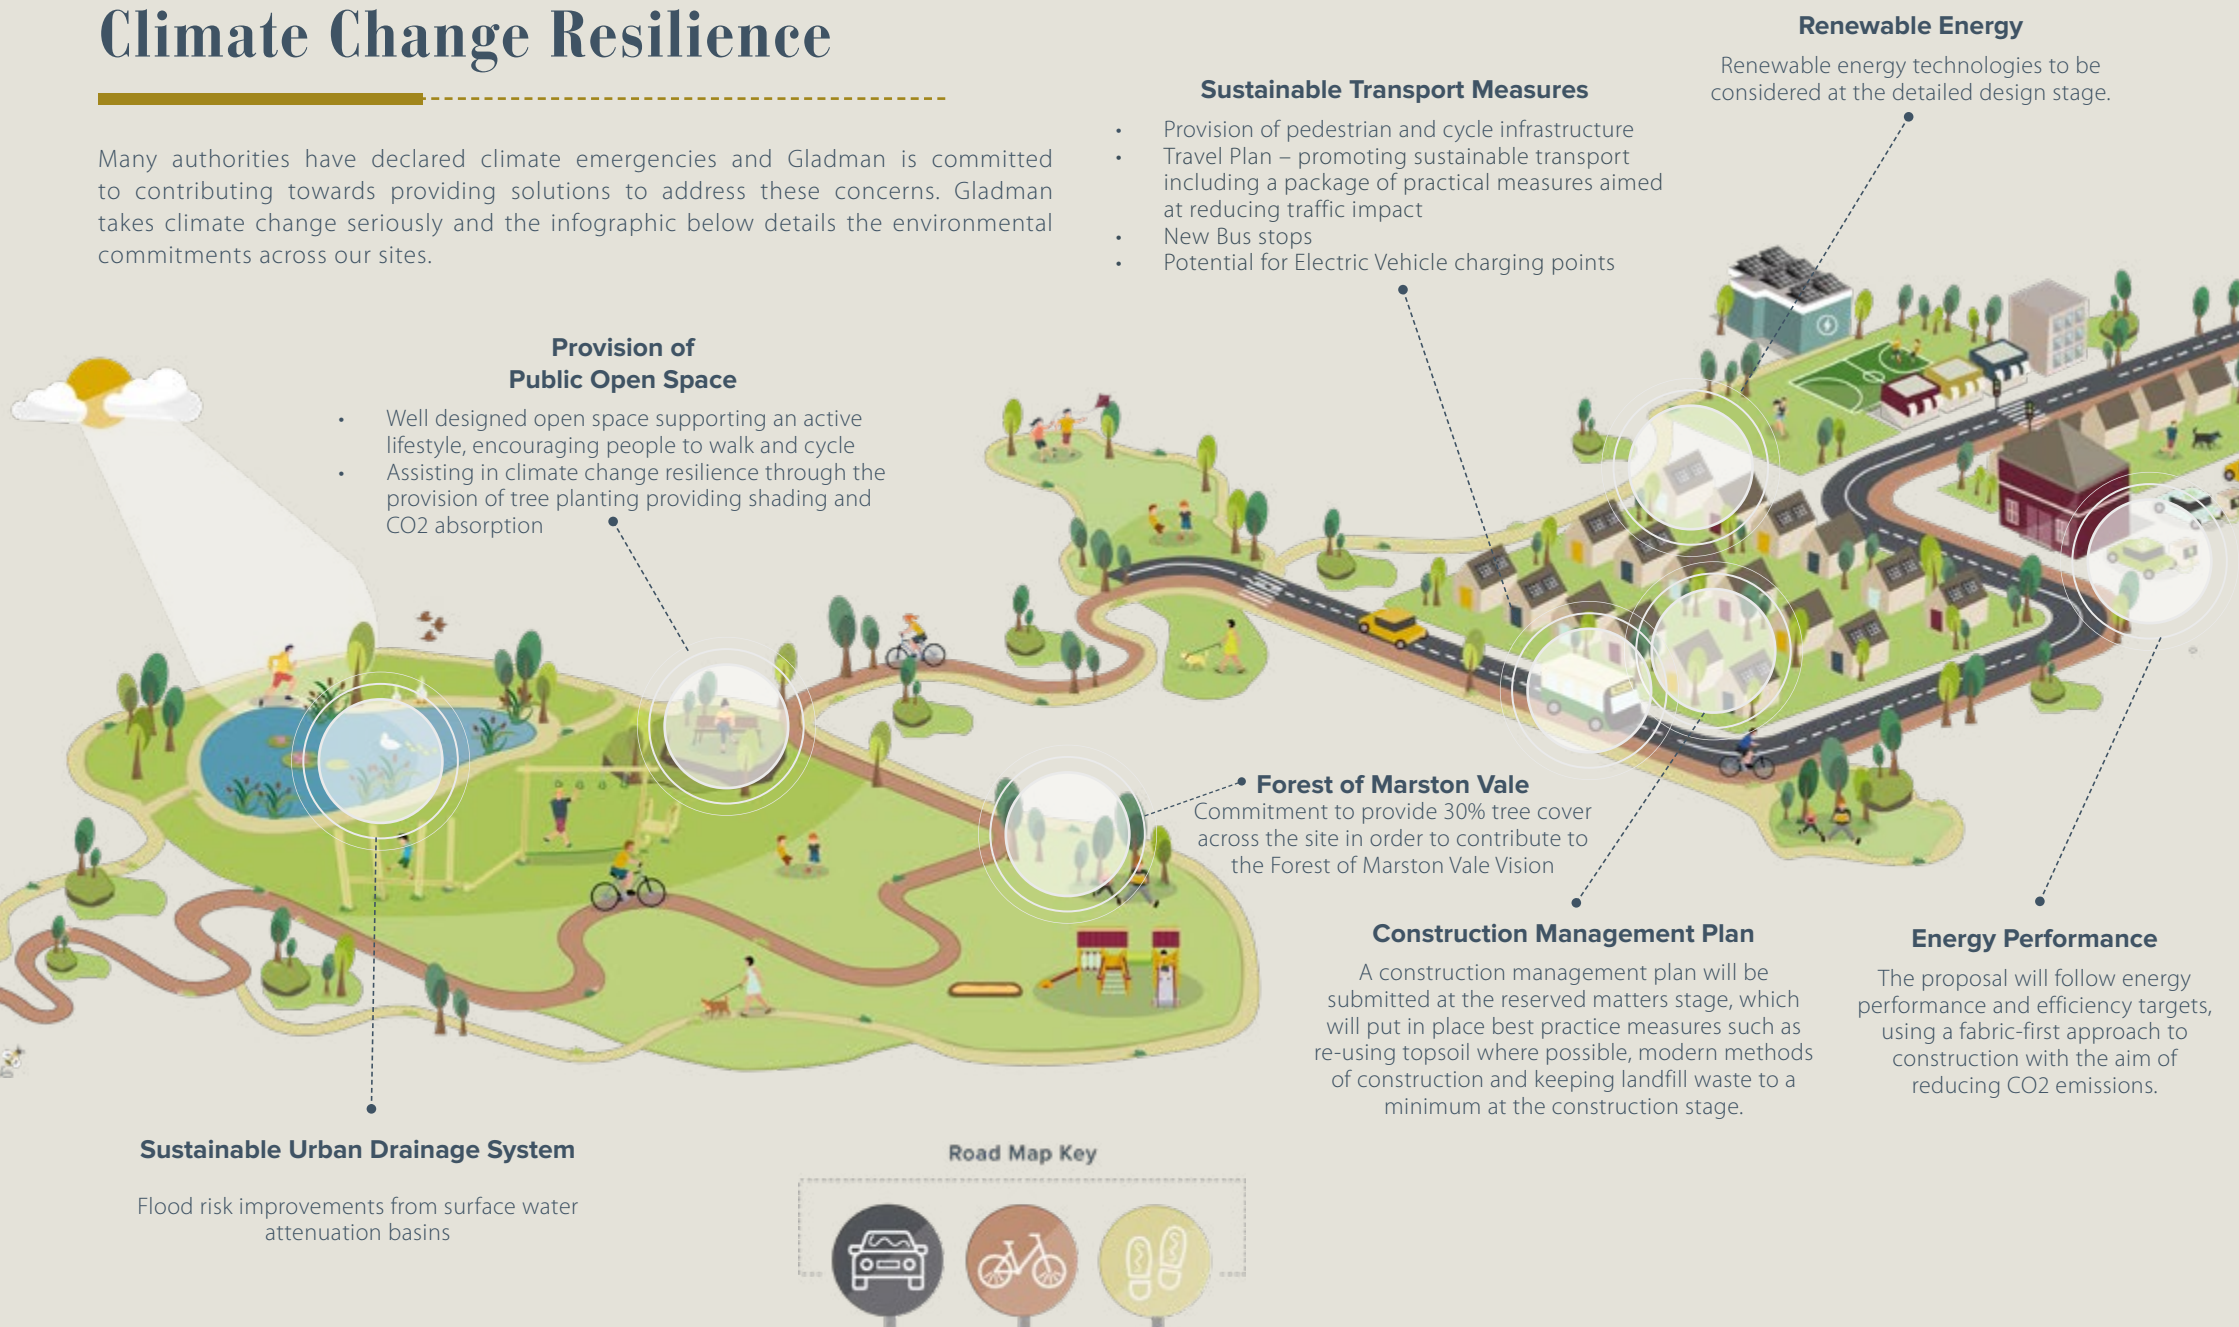 Climate Change Resilience
Many authorities have declared climate emergencies and Gladman is committed
to contributing towards providing solutions to address these concerns. Gladman
takes climate change seriously and the infographic below details the environmental
commitments across our sites.
Renewable Energy
Renewable energy technologies to be
considered at the detailed design stage.
Sustainable Transport Measures
• Provision of pedestrian and cycle infrastructure
• Travel Plan – promoting sustainable transport
including a package of practical measures aimed
at reducing traffic impact
• New Bus stops
• Potential for Electric Vehicle charging points
Provision of
Public Open Space
• Well designed open space supporting an active
lifestyle, encouraging people to walk and cycle
• Assisting in climate change resilience through the
provision of tree planting providing shading and
CO2 absorption
Forest of Marston Vale
Commitment to provide 30% tree cover
across the site in order to contribute to
the Forest of Marston Vale Vision
Construction Management Plan
A construction management plan will be
submitted at the reserved matters stage, which
will put in place best practice measures such as
re-using topsoil where possible, modern methods
of construction and keeping landfill waste to a
minimum at the construction stage.
Energy Performance
The proposal will follow energy
performance and efficiency targets,
using a fabric-first approach to
construction with the aim of
reducing CO2 emissions.
Sustainable Urban Drainage System
Flood risk improvements from surface water
attenuation basins
Road Map Key